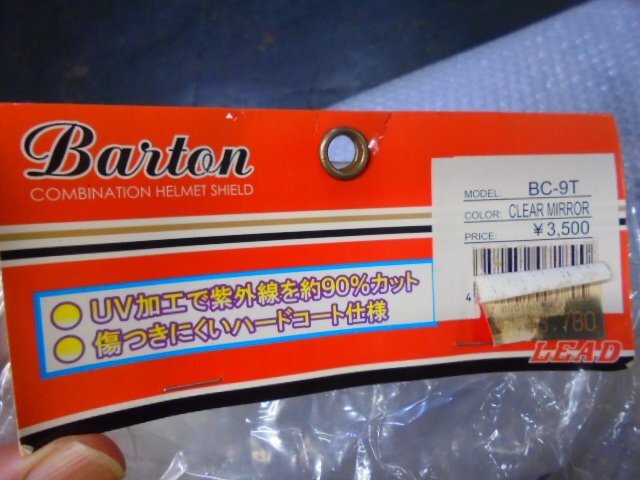 Barton
COMBINATION HELMET SHIELD
MODEL: BC-9T
COLOR: CLEAR MIRROR
PRICE: ¥3,500
4
UV加工で紫外線を約90%カット
傷つきにくいハードコート仕様
LEAD